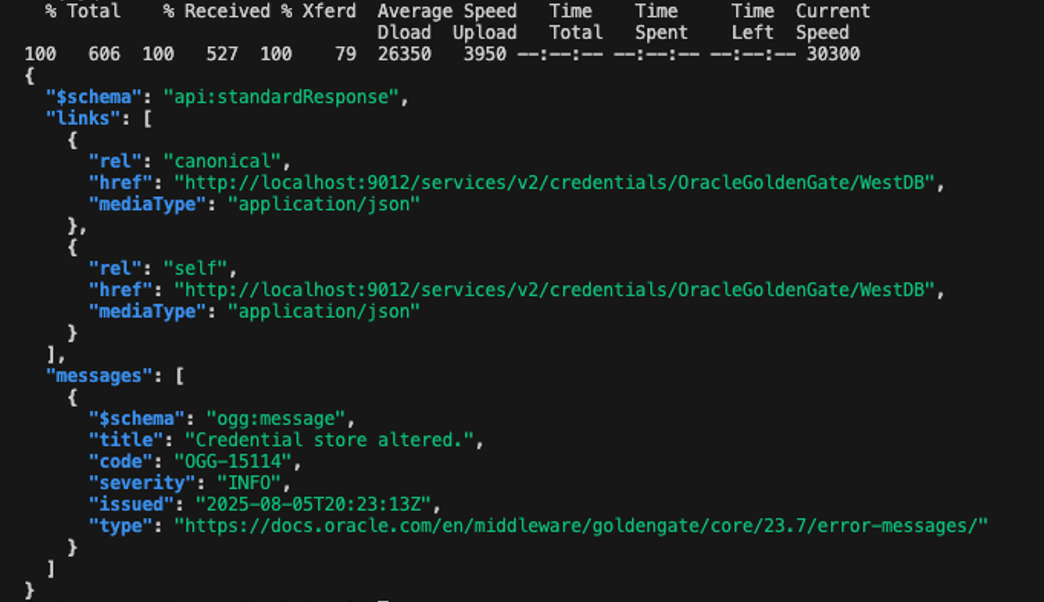 % Total % Received % Xferd Average Speed Time Time Time Current
Dload Upload Total Spent Left Speed
100 606 100 527 100 79 26350 3950 --:--:-- --:--:-- --:--:-- 30300
{
"$schema": "api:standardResponse",
"links": [
{
"rel": "canonical",
"href": "http://localhost:9012/services/v2/credentials/OracleGoldenGate/WestDB",
"mediaType": "application/json"
},
{
"rel": "self",
"href": "http://localhost:9012/services/v2/credentials/OracleGoldenGate/WestDB",
"mediaType": "application/json"
}
],
"messages": [
{
"$schema": "ogg:message",
"title": "Credential store altered.",
"code": "OGG-15114",
"severity": "INFO",
"issued": "2025-08-05T20:23:13Z",
"type": "https://docs.oracle.com/en/middleware/goldengate/core/23.7/error-messages/"
}
]
}